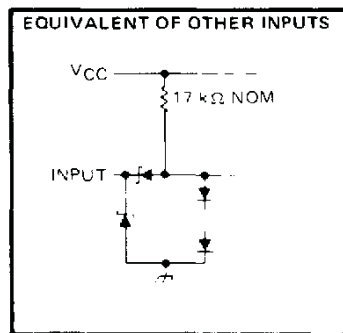 EQUIVALENT OF OTHER INPUTS
VCC
17 kΩ NOM
INPUT